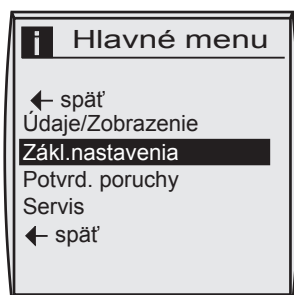 i Hlavné menu
← späť
Údaje/Zobrazenie
Zákl.nastavenia
Potvrd. poruchy
Servis
← späť